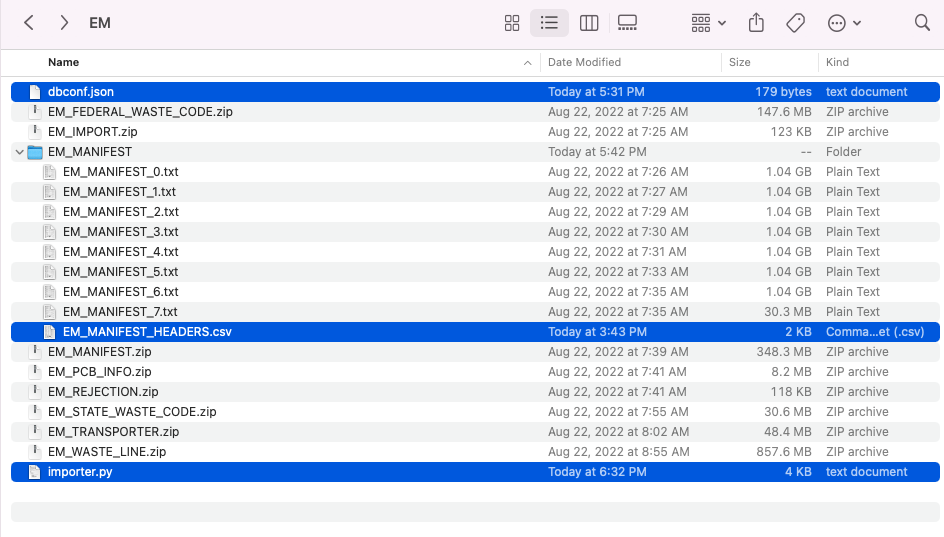 EM
Name Date Modified Size Kind
dbconf.json Today at 5:31 PM 179 bytes text document
EM_FEDERAL_WASTE_CODE.zip Aug 22, 2022 at 7:25 AM 147.6 MB ZIP archive
EM_IMPORT.zip Aug 22, 2022 at 7:25 AM 123 KB ZIP archive
EM_MANIFEST Today at 5:42 PM -- Folder
EM_MANIFEST_0.txt Aug 22, 2022 at 7:26 AM 1.04 GB Plain Text
EM_MANIFEST_1.txt Aug 22, 2022 at 7:27 AM 1.04 GB Plain Text
EM_MANIFEST_2.txt Aug 22, 2022 at 7:29 AM 1.04 GB Plain Text
EM_MANIFEST_3.txt Aug 22, 2022 at 7:30 AM 1.04 GB Plain Text
EM_MANIFEST_4.txt Aug 22, 2022 at 7:31 AM 1.04 GB Plain Text
EM_MANIFEST_5.txt Aug 22, 2022 at 7:33 AM 1.04 GB Plain Text
EM_MANIFEST_6.txt Aug 22, 2022 at 7:35 AM 1.04 GB Plain Text
EM_MANIFEST_7.txt Aug 22, 2022 at 7:35 AM 30.3 MB Plain Text
EM_MANIFEST_HEADERS.csv Today at 3:43 PM 2 KB Comma...et (.csv)
EM_MANIFEST.zip Aug 22, 2022 at 7:39 AM 348.3 MB ZIP archive
EM_PCB_INFO.zip Aug 22, 2022 at 7:41 AM 8.2 MB ZIP archive
EM_REJECTION.zip Aug 22, 2022 at 7:41 AM 118 KB ZIP archive
EM_STATE_WASTE_CODE.zip Aug 22, 2022 at 7:55 AM 30.6 MB ZIP archive
EM_TRANSPORTER.zip Aug 22, 2022 at 8:02 AM 48.4 MB ZIP archive
EM_WASTE_LINE.zip Aug 22, 2022 at 8:55 AM 857.6 MB ZIP archive
importer.py Today at 6:32 PM 4 KB text document